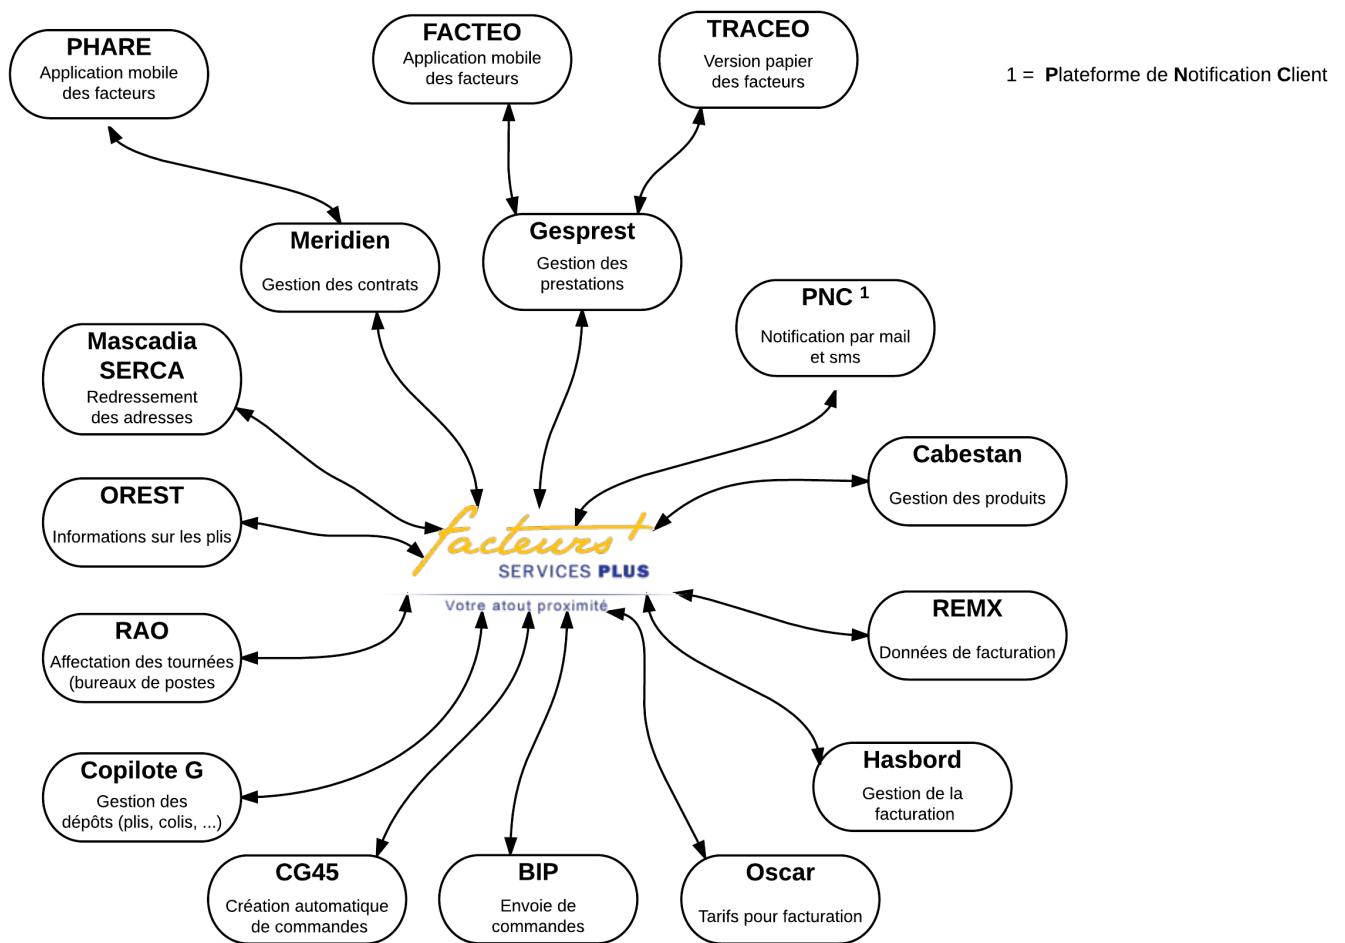 PHARE
Application mobile
des facteurs
FACTEO
Application mobile
des facteurs
TRACEO
Version papier
des facteurs
1 = Plateforme de Notification Client
Meridien
Gestion des contrats
Gesprest
Gestion des
prestations
PNC 1
Notification par mail
et sms
Mascadia
SERCA
Redressement
des adresses
Cabestan
Gestion des produits
OREST
Informations sur les plis
facteurs+
SERVICES PLUS
Votre atout proximité
RAO
Affectation des tournées
(bureaux de postes
REMX
Données de facturation
Copilote G
Gestion des
dépôts (plis, colis, ...)
Hasbord
Gestion de la
facturation
CG45
Création automatique
de commandes
BIP
Envoie de
commandes
Oscar
Tarifs pour facturation